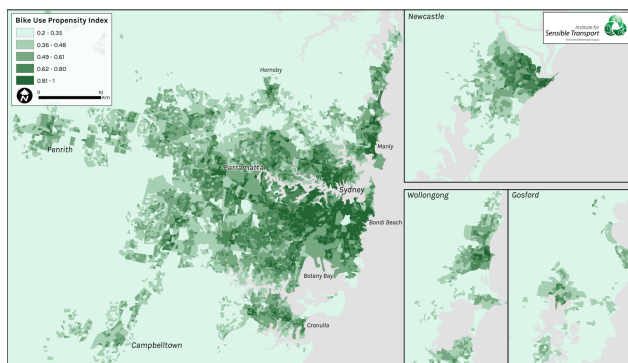 Bike Use Propensity Index
0.2 - 0.35
0.36 - 0.48
0.49 - 0.61
0.62 - 0.80
0.81 - 1
0 10
Km
N
Hornsby
Penrith
Parramatta
Manly
Sydney
Bondi Beach
Botany Bay
Cronulla
Campbelltown
Newcastle
Institute for
Sensible Transport
Wollongong
Gosford